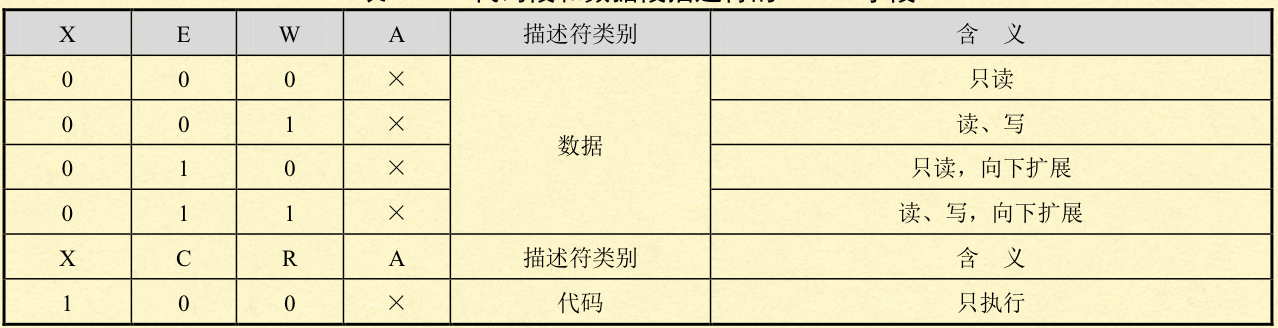 X E W A 描述符类别 含 义
0 0 0 × 数据 只读
0 0 1 × 读、写
0 1 0 × 只读，向下扩展
0 1 1 × 读、写，向下扩展
X C R A 描述符类别 含 义
1 0 0 × 代码 只执行